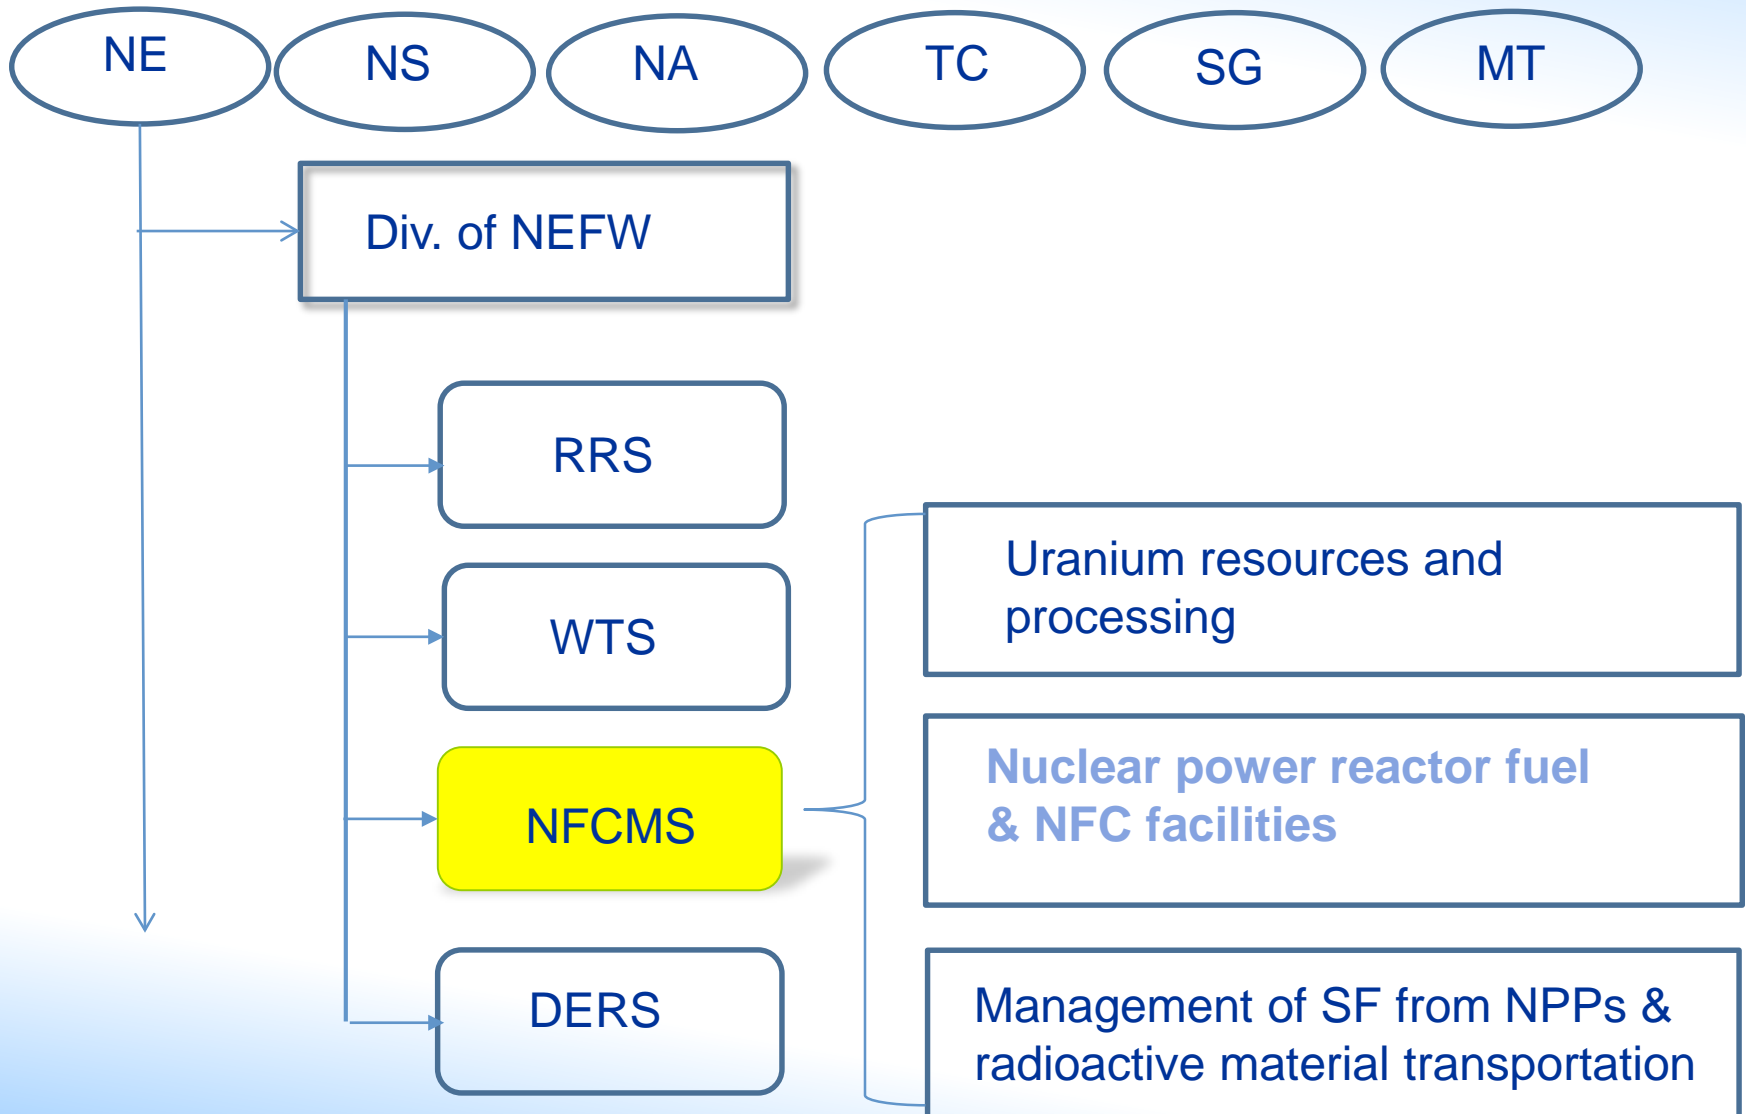 NE
NS
NA
TC
SG
MT
Div. of NEFW
RRS
WTS
NFCMS
DERS
Uranium resources and
processing
Nuclear power reactor fuel
& NFC facilities
Management of SF from NPPs &
radioactive material transportation